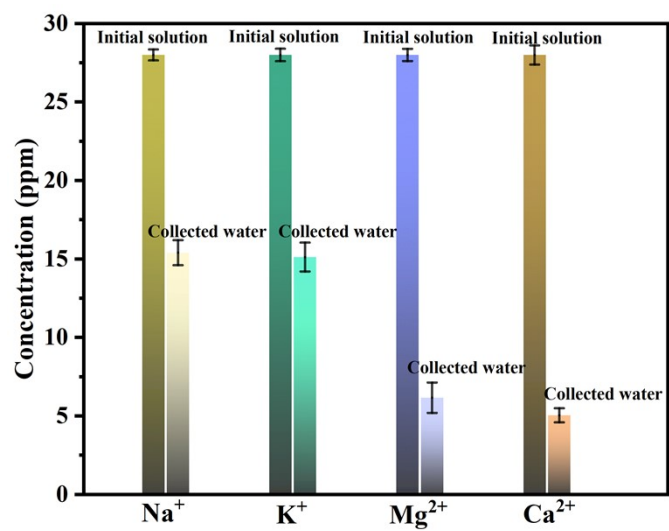 30
25
20
15
10
5
0
Concentration (ppm)
Initial solution
Initial solution
Initial solution
Initial solution
Collected water
Collected water
Collected water
Collected water
Na⁺
K⁺
Mg²⁺
Ca²⁺